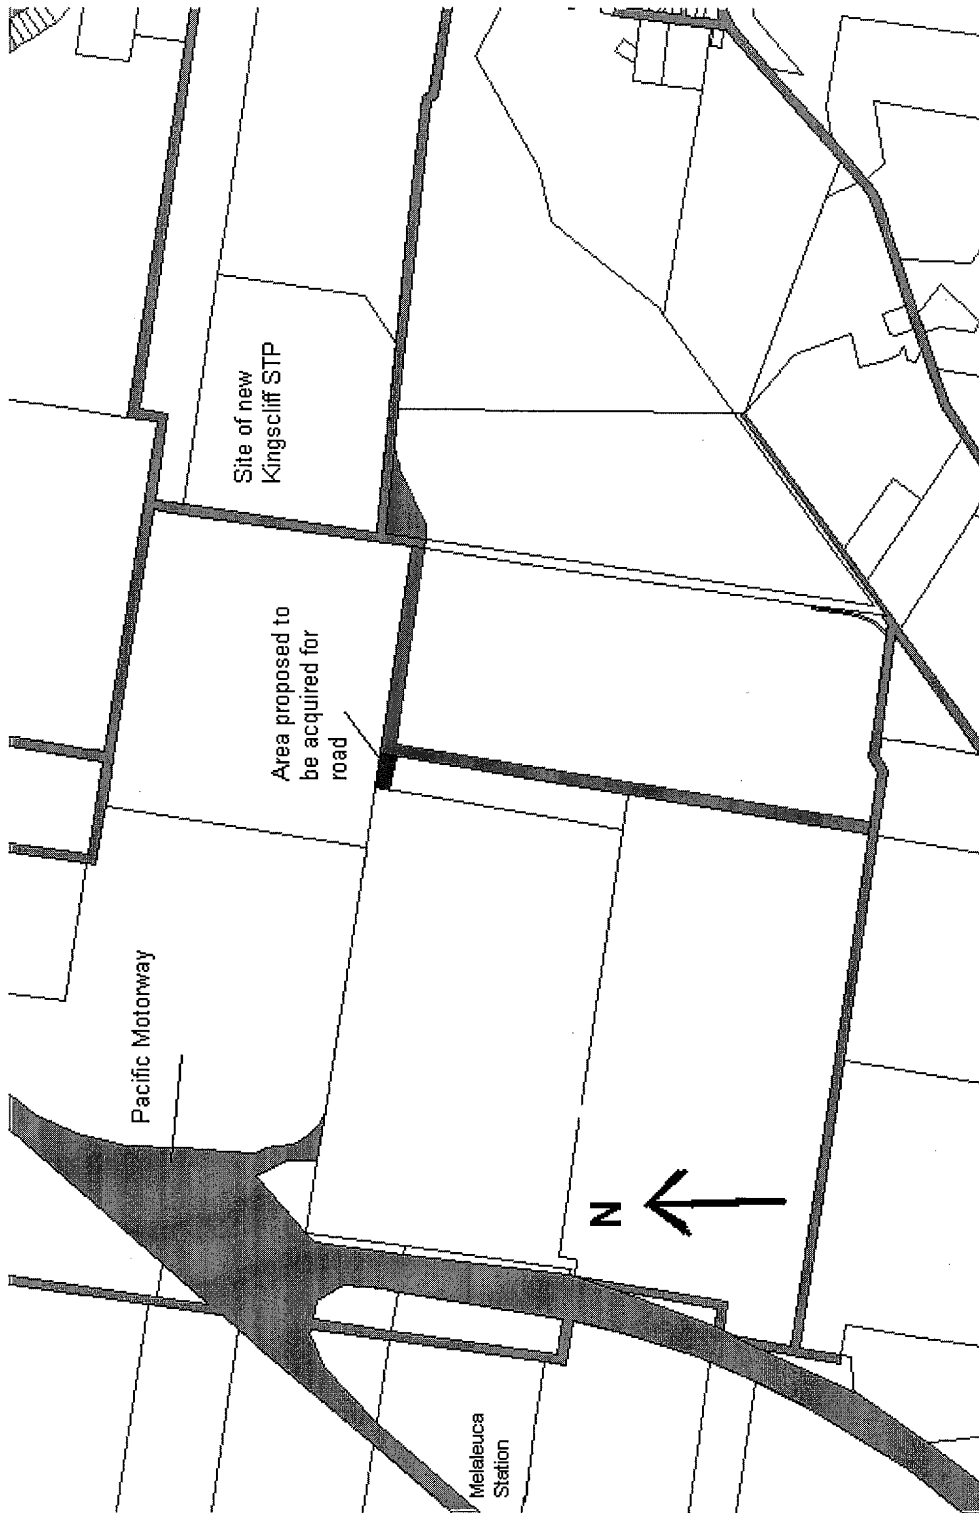 Site of new
Kingscliff STP
Area proposed to
be acquired for
road
Pacific Motorway
N
Melaleuca
Station